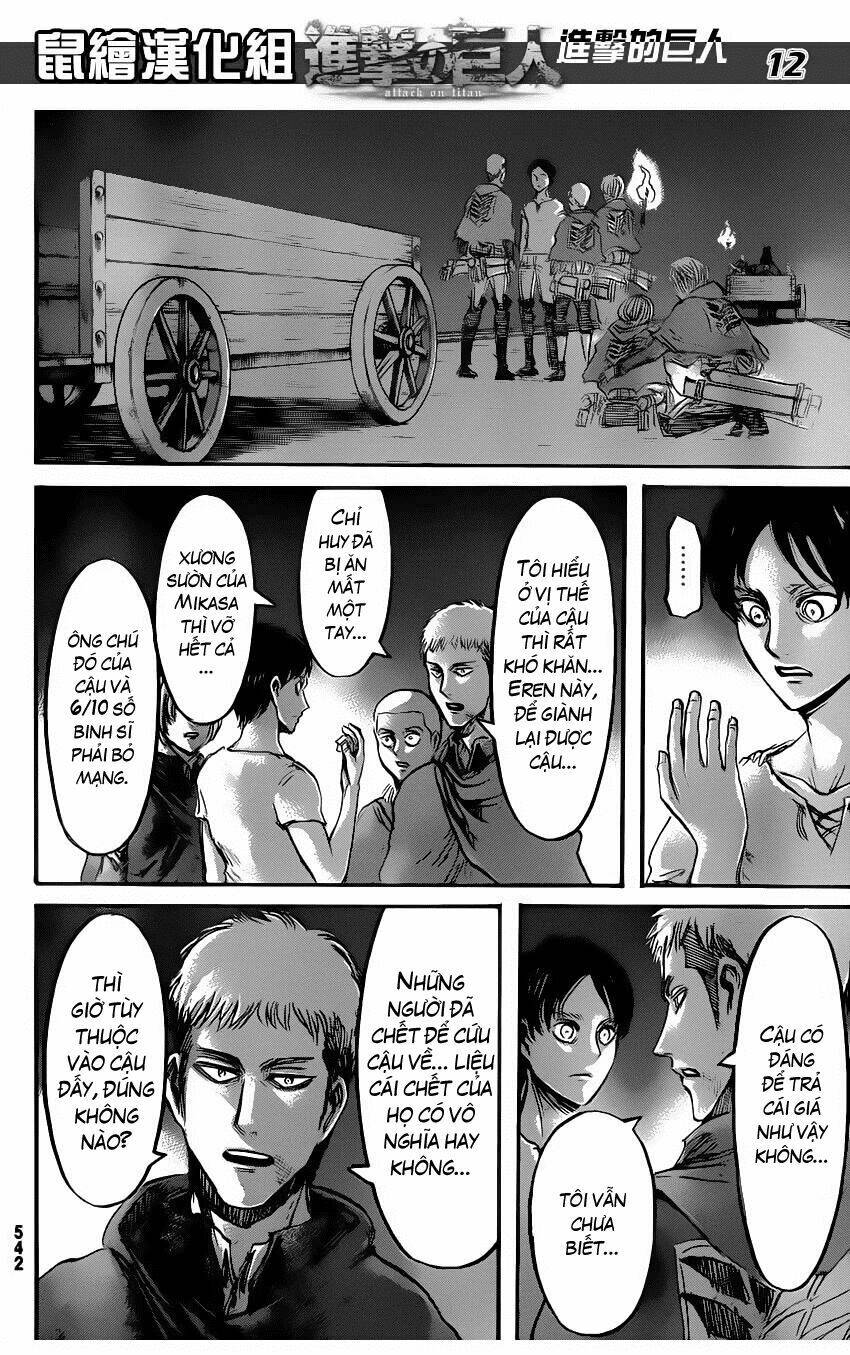 鼠繪漢化組
進撃の巨人
attack on titan
進擊的巨人
12
......
TÔI HIỂU
Ở VỊ THẾ
CỦA CẬU
THÌ RẤT
KHÓ KHĂN...
EREN NÀY,
ĐỂ GIÀNH
LẠI ĐƯỢC
CẬU...
CHỈ
HUY ĐÃ
BỊ ĂN
MẤT
MỘT
TAY...
XƯƠNG
SƯỜN CỦA
MIKASA
THÌ VỠ
HẾT CẢ
...
ÔNG CHÚ
ĐÓ CỦA
CẬU VÀ
6/10 SỐ
BINH SĨ
PHẢI BỎ
MẠNG.
CẬU CÓ
ĐÁNG
ĐỂ TRẢ
CÁI GIÁ
NHƯ VẬY
KHÔNG...
TÔI VẪN
CHƯA
BIẾT...
NHỮNG
NGƯỜI ĐÃ
CHẾT ĐỂ CỨU
CẬU VỀ... LIỆU
CÁI CHẾT CỦA
HỌ CÓ VÔ
NGHĨA HAY
KHÔNG...
THÌ
GIỜ TÙY
THUỘC
VÀO CẬU
ĐẤY, ĐÚNG
KHÔNG
NÀO?
542